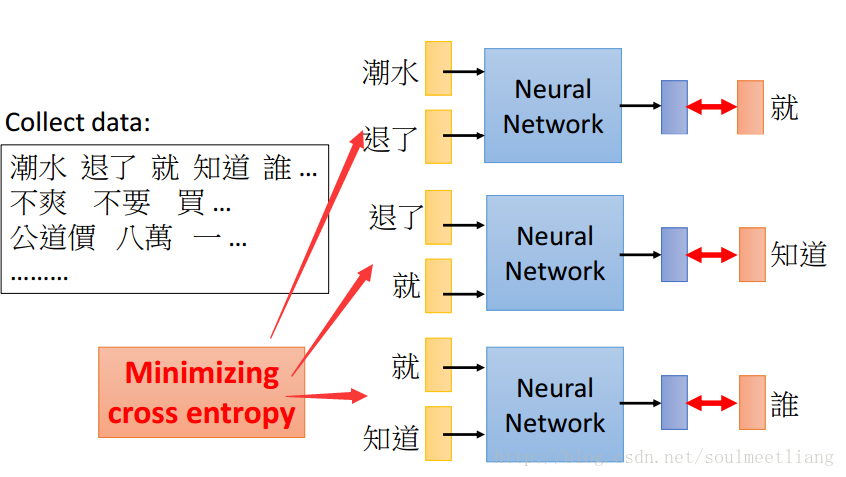 Collect data:
潮水 退了 就 知道 誰 …
不爽 不要 買 …
公道價 八萬 一 …
………
Minimizing
cross entropy
潮水
退了
Neural
Network
就
退了
就
Neural
Network
知道
就
知道
Neural
Network
誰
http://blog.csdn.net/soulmeetliang